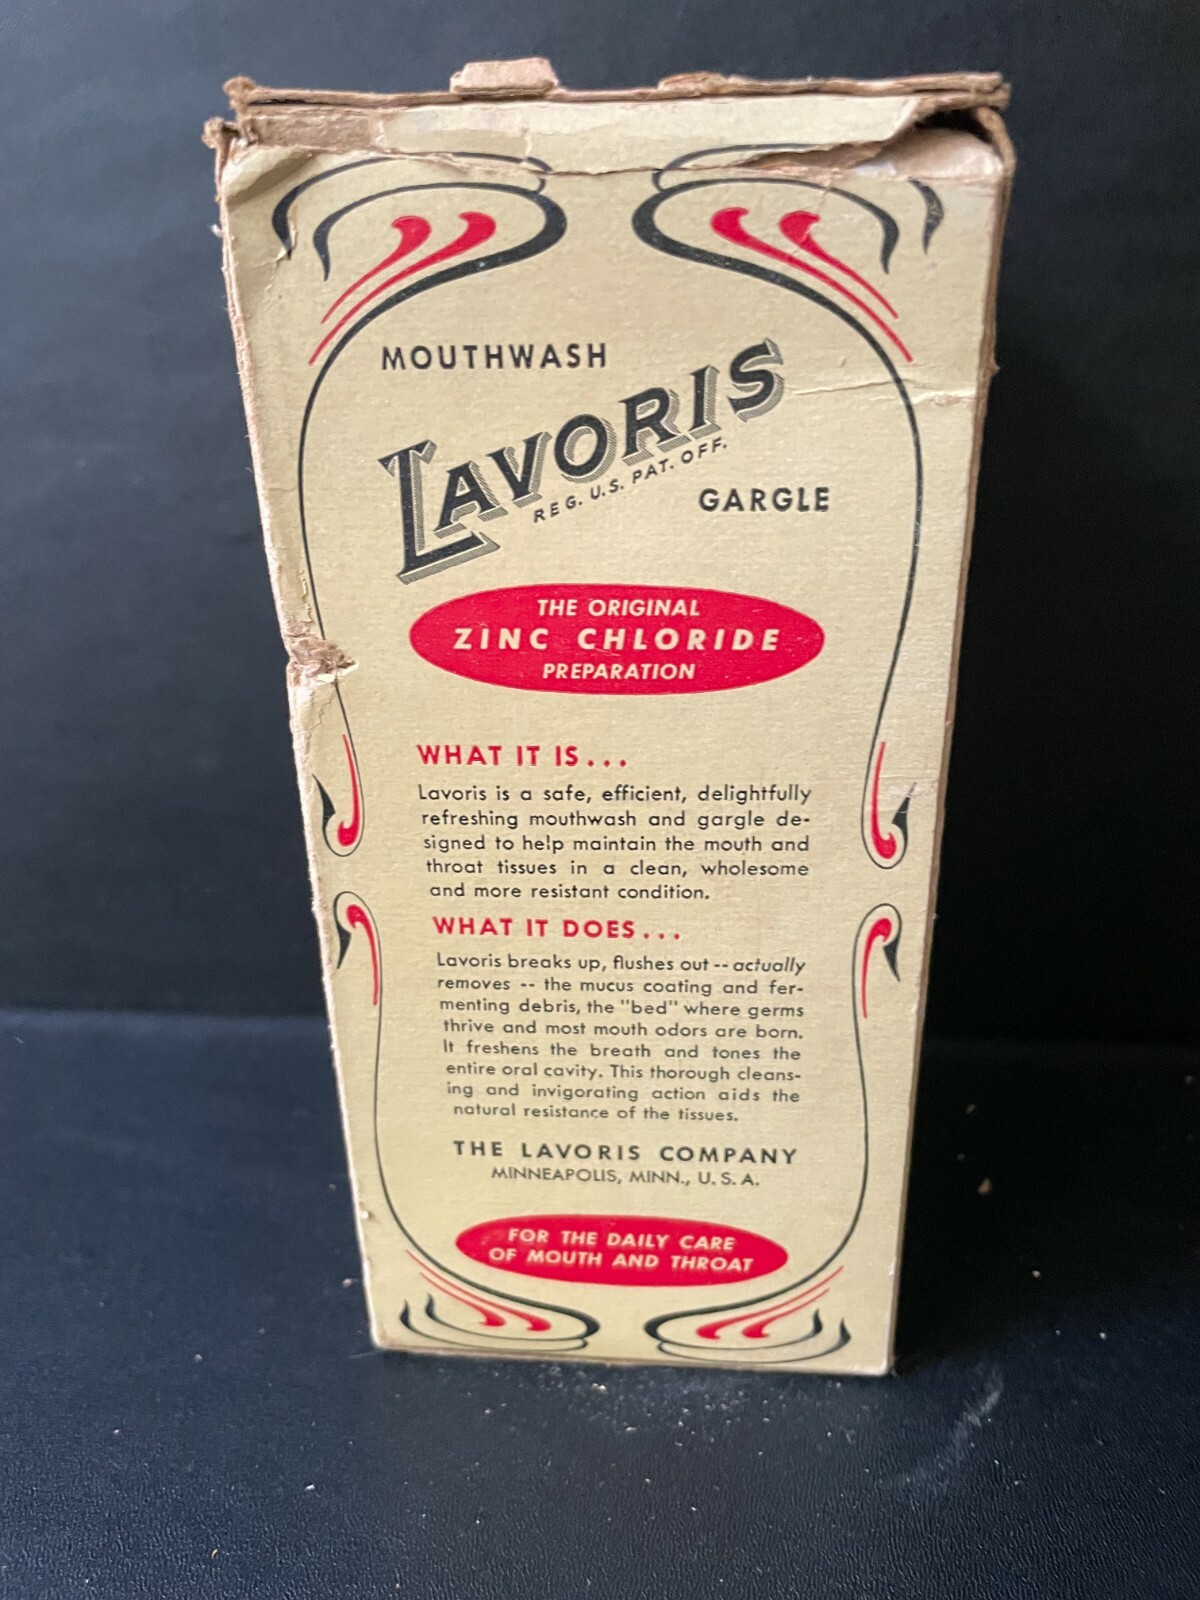 MOUTHWASH
LAVORIS
REG. U.S. PAT. OFF.
GARGLE
THE ORIGINAL
ZINC CHLORIDE
PREPARATION
WHAT IT IS...
Lavoris is a safe, efficient, delightfully
refreshing mouthwash and gargle de-
signed to help maintain the mouth and
throat tissues in a clean, wholesome
and more resistant condition.
WHAT IT DOES...
Lavoris breaks up, flushes out -- actually
removes -- the mucus coating and fer-
menting debris, the "bed" where germs
thrive and most mouth odors are born.
It freshens the breath and tones the
entire oral cavity. This thorough cleans-
ing and invigorating action aids the
natural resistance of the tissues.
THE LAVORIS COMPANY
MINNEAPOLIS, MINN., U. S. A.
FOR THE DAILY CARE
OF MOUTH AND THROAT